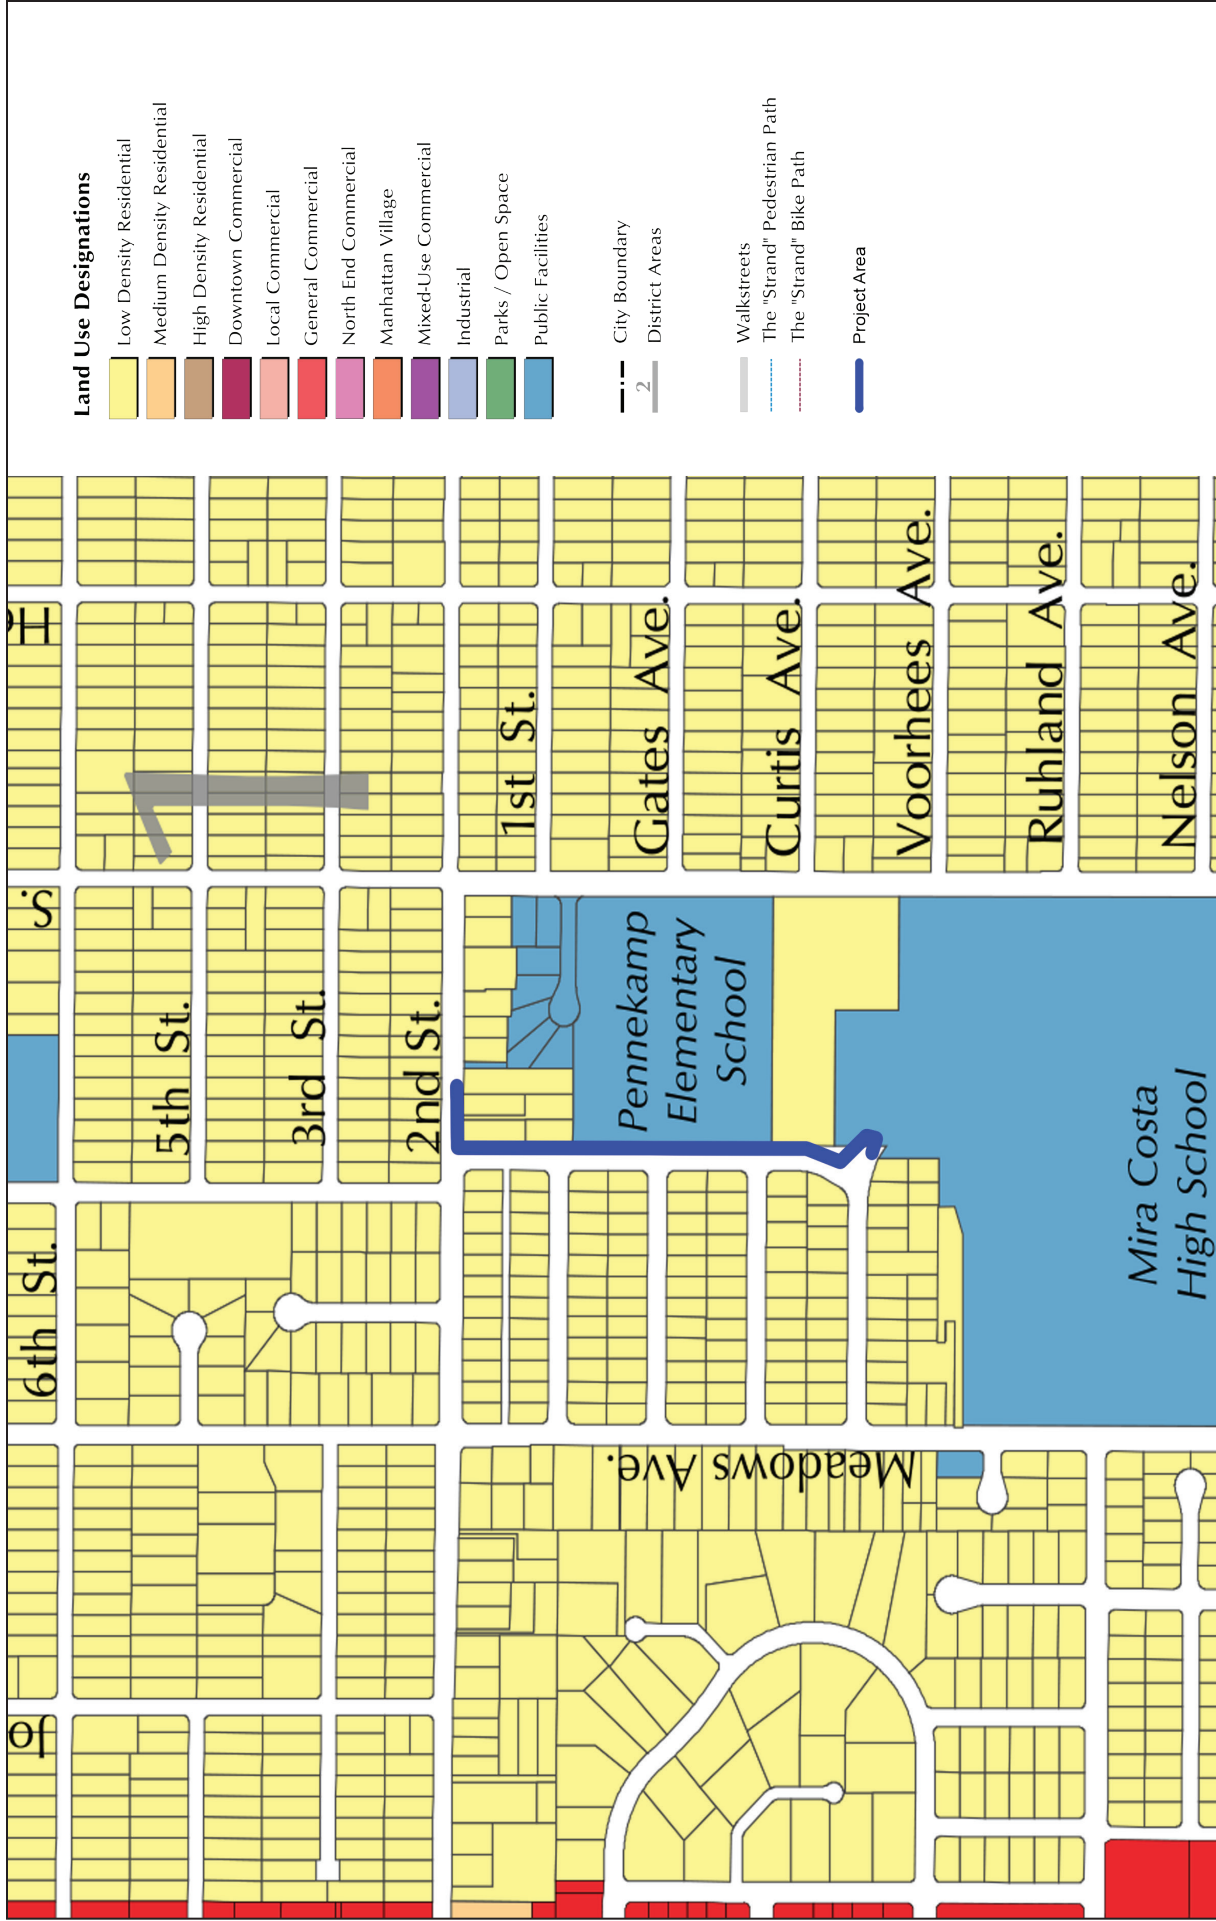 Land Use Designations
Low Density Residential
Medium Density Residential
High Density Residential
Downtown Commercial
Local Commercial
General Commercial
North End Commercial
Manhattan Village
Mixed-Use Commercial
Industrial
Parks / Open Space
Public Facilities
City Boundary
2
District Areas
Walkstreets
The "Strand" Pedestrian Path
The "Strand" Bike Path
Project Area
7
S.
6th St.
5th St.
3rd St.
2nd St.
1st St.
Gates Ave.
Curtis Ave.
Voorhees Ave.
Ruhland Ave.
Nelson Ave.
Pennekamp
Elementary
School
Mira Costa
High School
Meadows Ave.